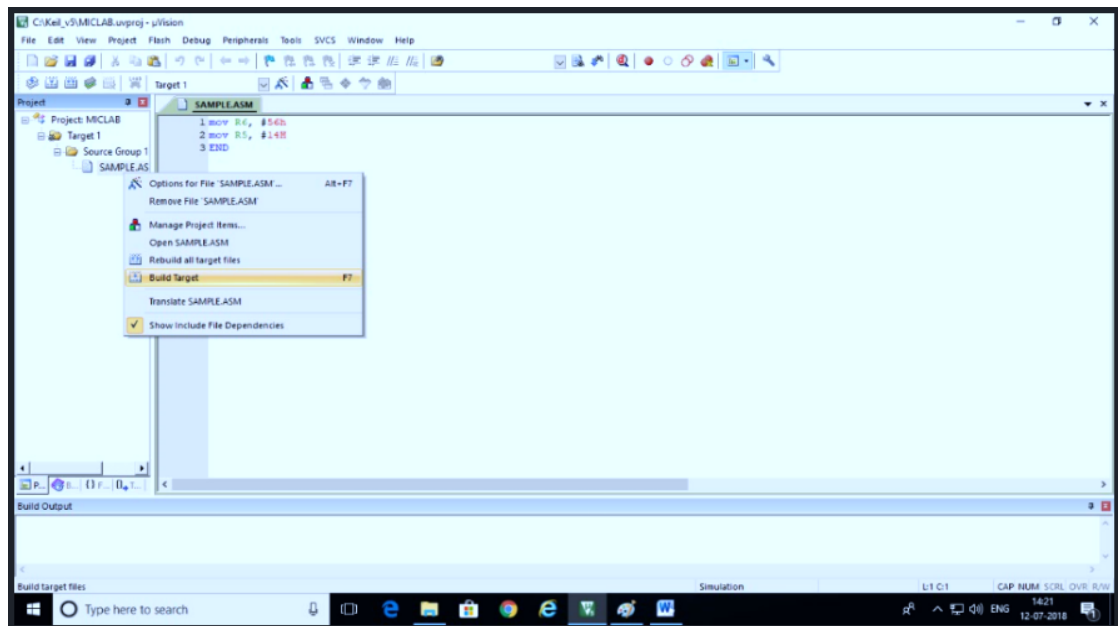 C:\Keil_v5\MICLAB.uvproj - µVision
File Edit View Project Flash Debug Peripherals Tools SVCS Window Help
Target 1
Project
SAMPLE.ASM
Project: MICLAB
Target 1
Source Group 1
SAMPLE.AS
1 mov R6, #56h
2 mov R5, #14H
3 END
Options for File 'SAMPLE.ASM'... Alt+F7
Remove File 'SAMPLE.ASM'
Manage Project Items...
Open SAMPLE.ASM
Rebuild all target files
Build Target F7
Translate SAMPLE.ASM
Show Include File Dependencies
P... B... {} F... 0 T...
Build Output
Build target files Simulation L:1 C:1 CAP NUM SCRL OVR R/W
Type here to search
ENG
14:21
12-07-2018